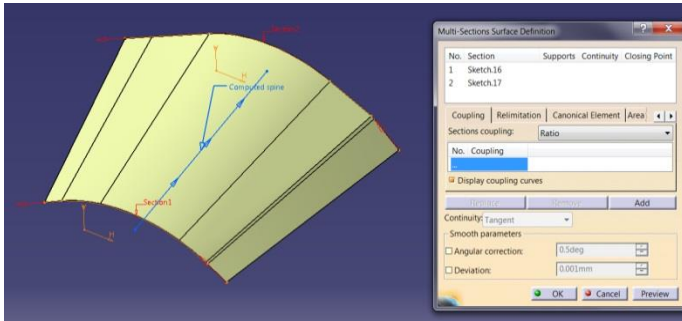 Section2
Computed spine
Section1
Y
H
Y
H
Multi-Sections Surface Definition
No. Section Supports Continuity Closing Point
1 Sketch.16
2 Sketch.17
Coupling Relimitation Canonical Element Area
Sections coupling: Ratio
No. Coupling
...
Display coupling curves
Replace Remove Add
Continuity: Tangent
Smooth parameters
Angular correction: 0.5deg
Deviation: 0.001mm
OK Cancel Preview